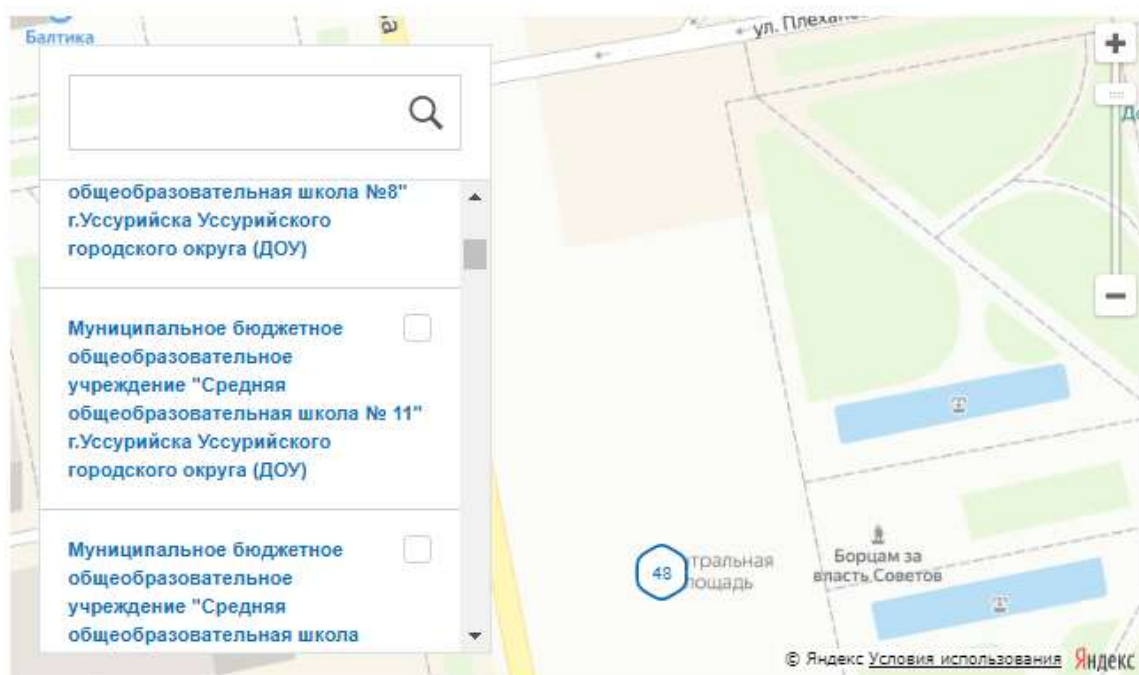 Балтика
ул. Плехано
общеобразовательная школа №8"
г.Уссурийска Уссурийского
городского округа (ДОУ)
Муниципальное бюджетное
общеобразовательное
учреждение "Средняя
общеобразовательная школа № 11"
г.Уссурийска Уссурийского
городского округа (ДОУ)
Муниципальное бюджетное
общеобразовательное
учреждение "Средняя
общеобразовательная школа
48
тральная
лощадь
Борцам за
власть Советов
© Яндекс Условия использования Яндекс